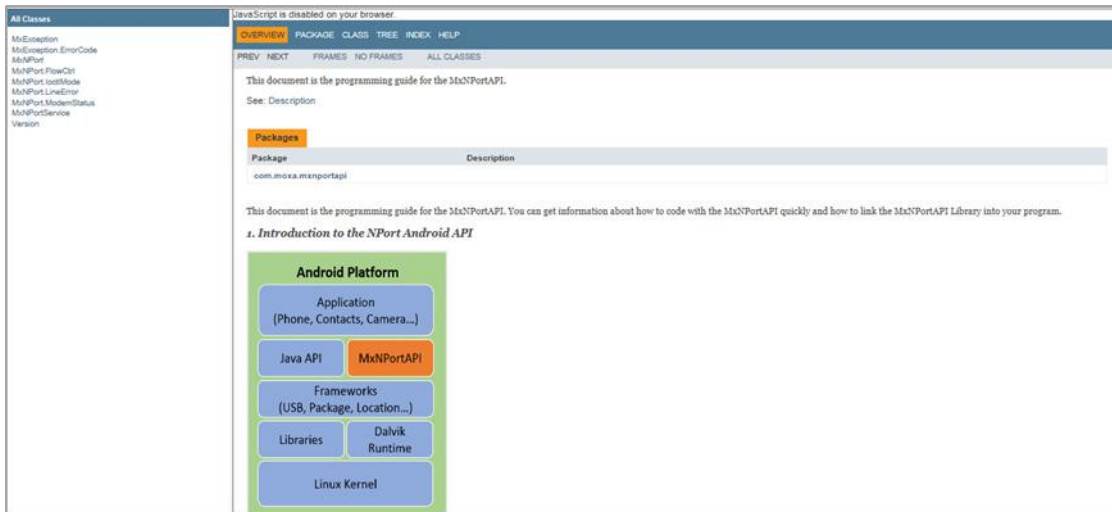 All Classes
MxException
MxException.ErrorCode
MxNPort
MxNPort.FlowCtrl
MxNPort.IoctlMode
MxNPort.LineError
MxNPort.ModemStatus
MxNPortService
Version
JavaScript is disabled on your browser.
OVERVIEW PACKAGE CLASS TREE INDEX HELP
PREV NEXT FRAMES NO FRAMES ALL CLASSES
This document is the programming guide for the MxNPortAPI.
See: Description
Packages
Package Description
com.moxa.mxnportapi
This document is the programming guide for the MxNPortAPI. You can get information about how to code with the MxNPortAPI quickly and how to link the MxNPortAPI Library into your program.
1. Introduction to the NPort Android API
Android Platform
Application
(Phone, Contacts, Camera...)
Java API MxNPortAPI
Frameworks
(USB, Package, Location...)
Libraries Dalvik
Runtime
Linux Kernel